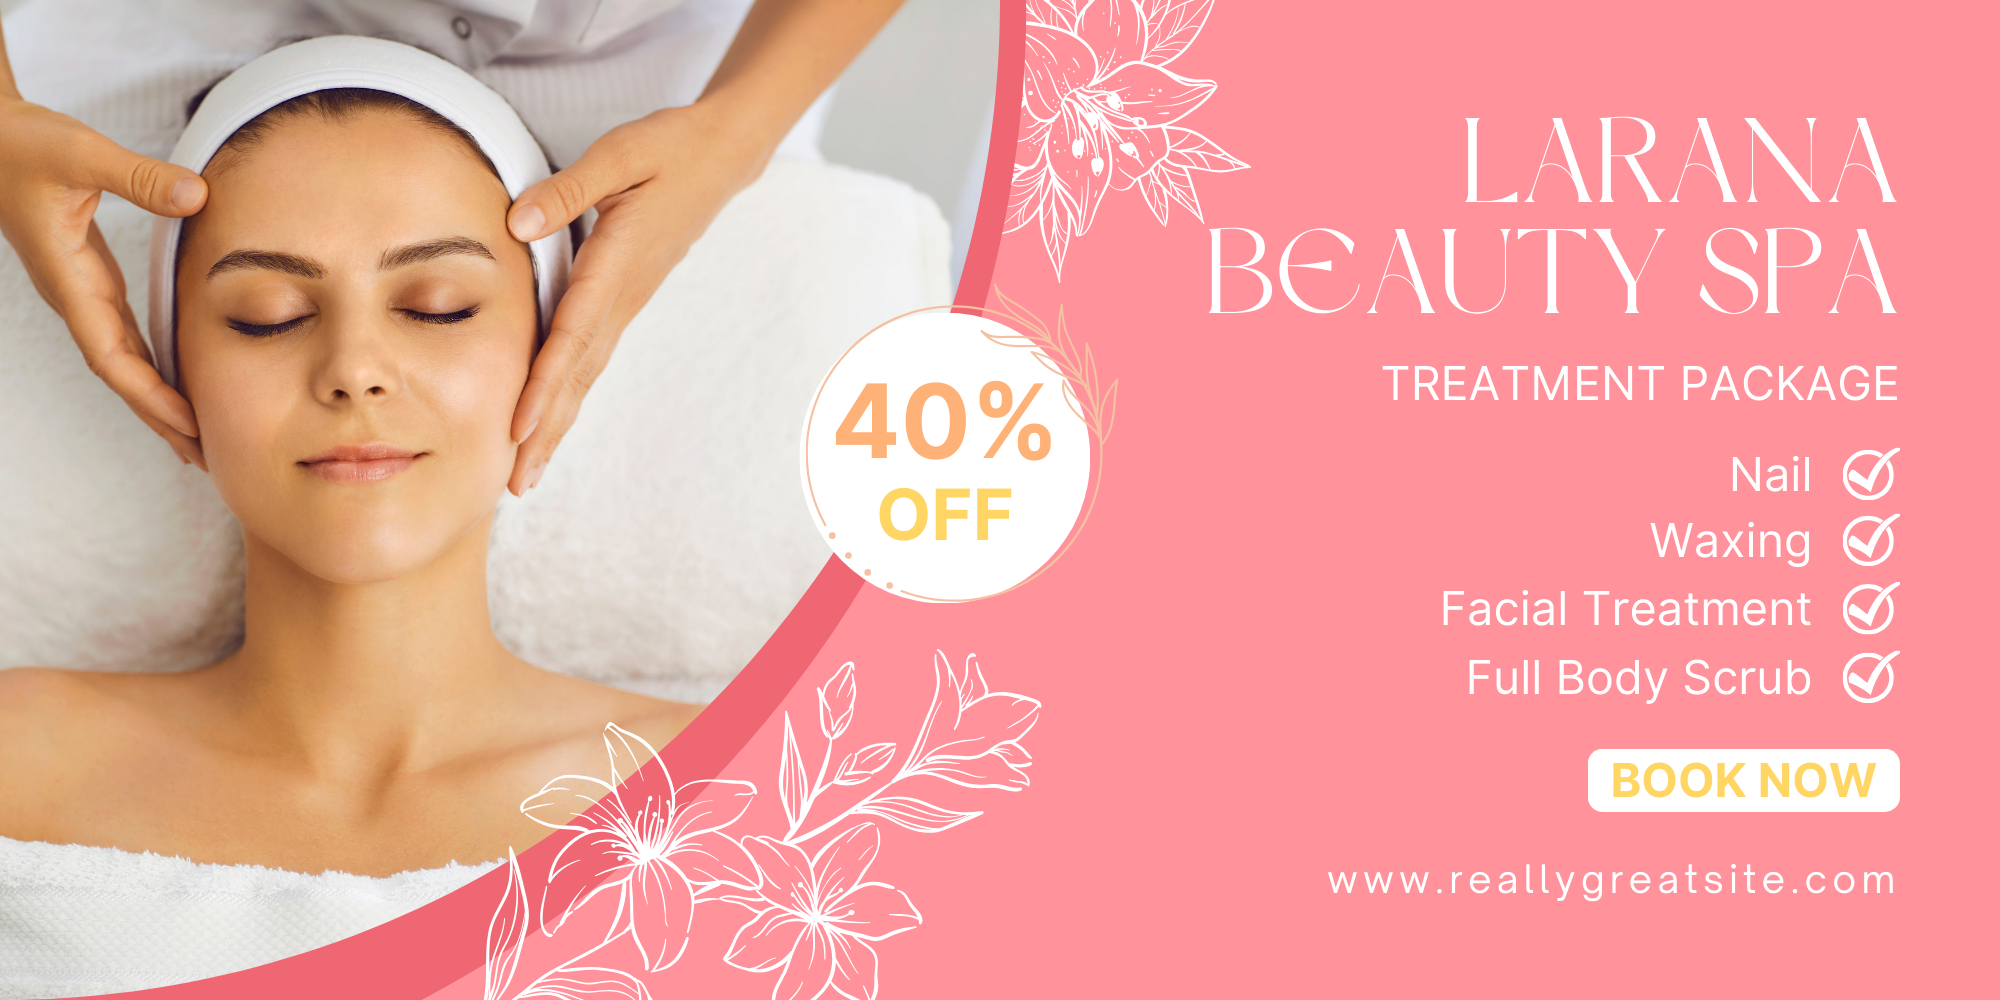 LARANA
BEAUTY SPA
TREATMENT PACKAGE
Nail
Waxing
Facial Treatment
Full Body Scrub
BOOK NOW
www.reallygreatsite.com
40%
OFF